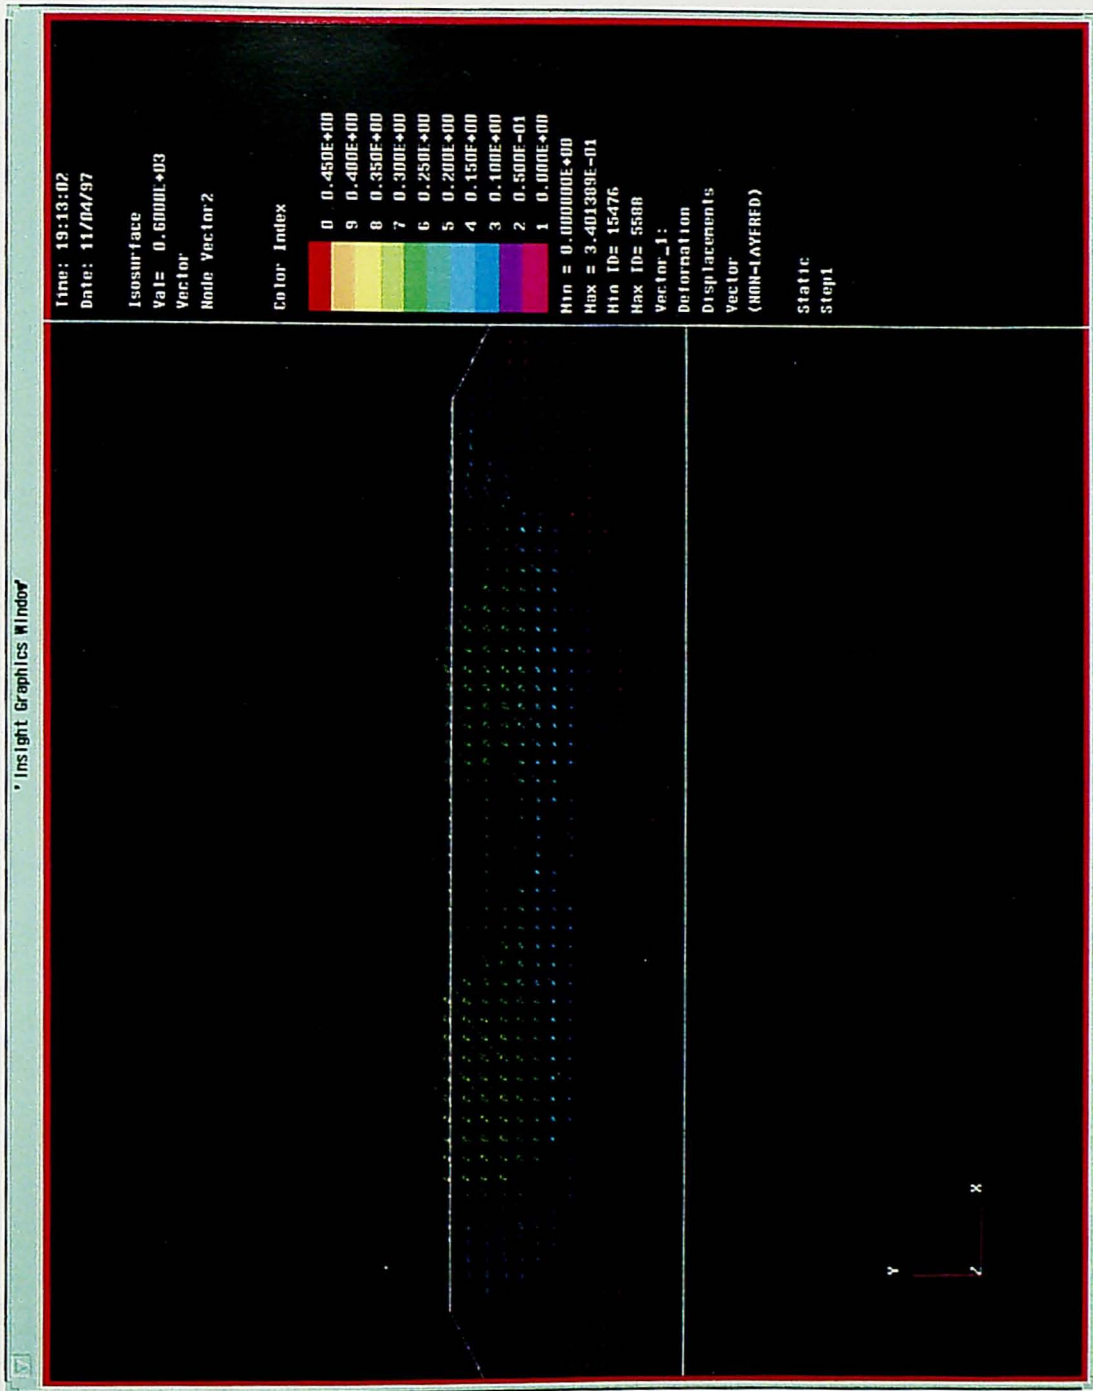 'Insight Graphics Window'
Time: 19:13:02
Date: 11/04/97
Isosurface
Val= 0.6000E+03
Vector
Node Vector2
Color Index
0 0.450E+00
9 0.400E+00
8 0.350E+00
7 0.300E+00
6 0.250E+00
5 0.200E+00
4 0.150E+00
3 0.100E+00
2 0.500E-01
1 0.000E+00
Min = 0.000000E+00
Max = 3.401389E-01
Min ID= 15476
Max ID= 5588
Vector_1:
Deformation
Displacements
Vector
(NON-LAYERED)
Static
Step1
Y
Z X